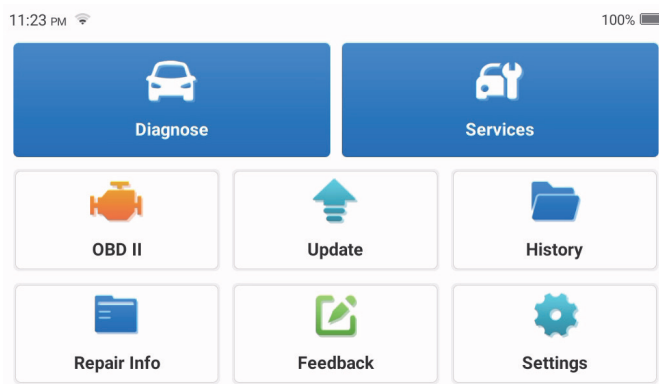 11:23 PM 100%
Diagnose Services
OBD II Update History
Repair Info Feedback Settings